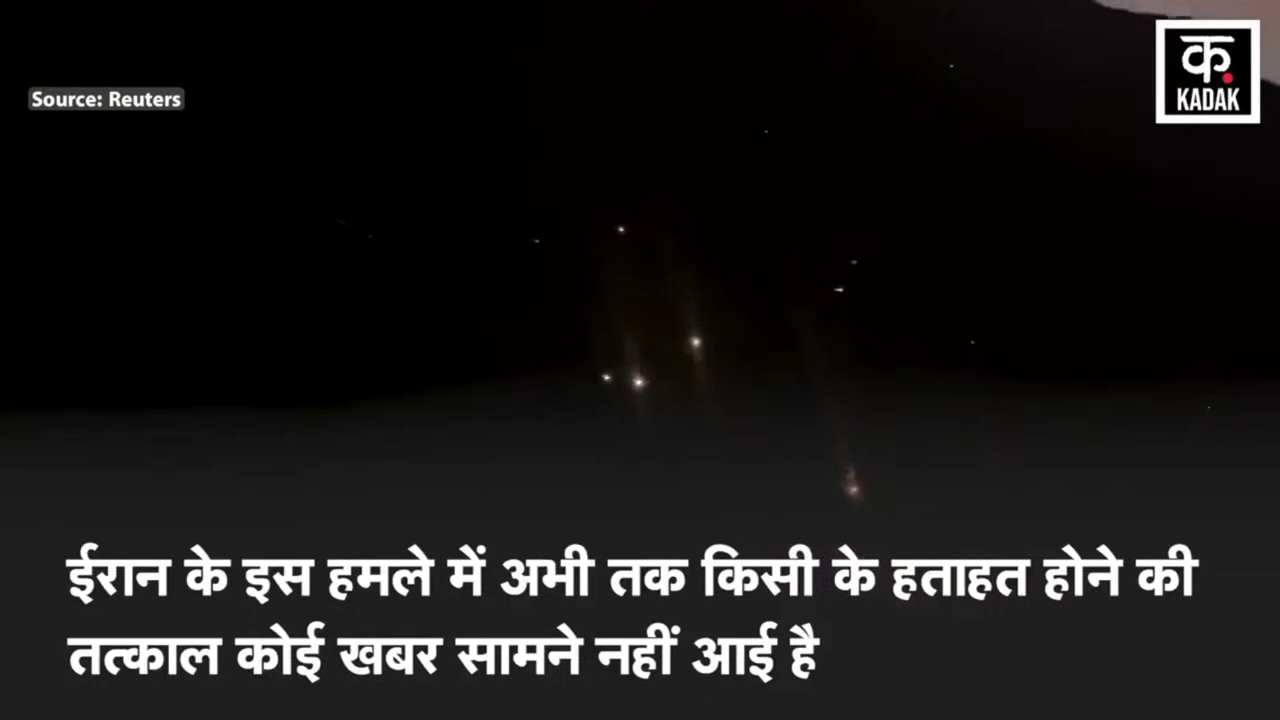 Source: Reuters
क.
KADAK
ईरान के इस हमले में अभी तक किसी के हताहत होने की
तत्काल कोई खबर सामने नहीं आई है